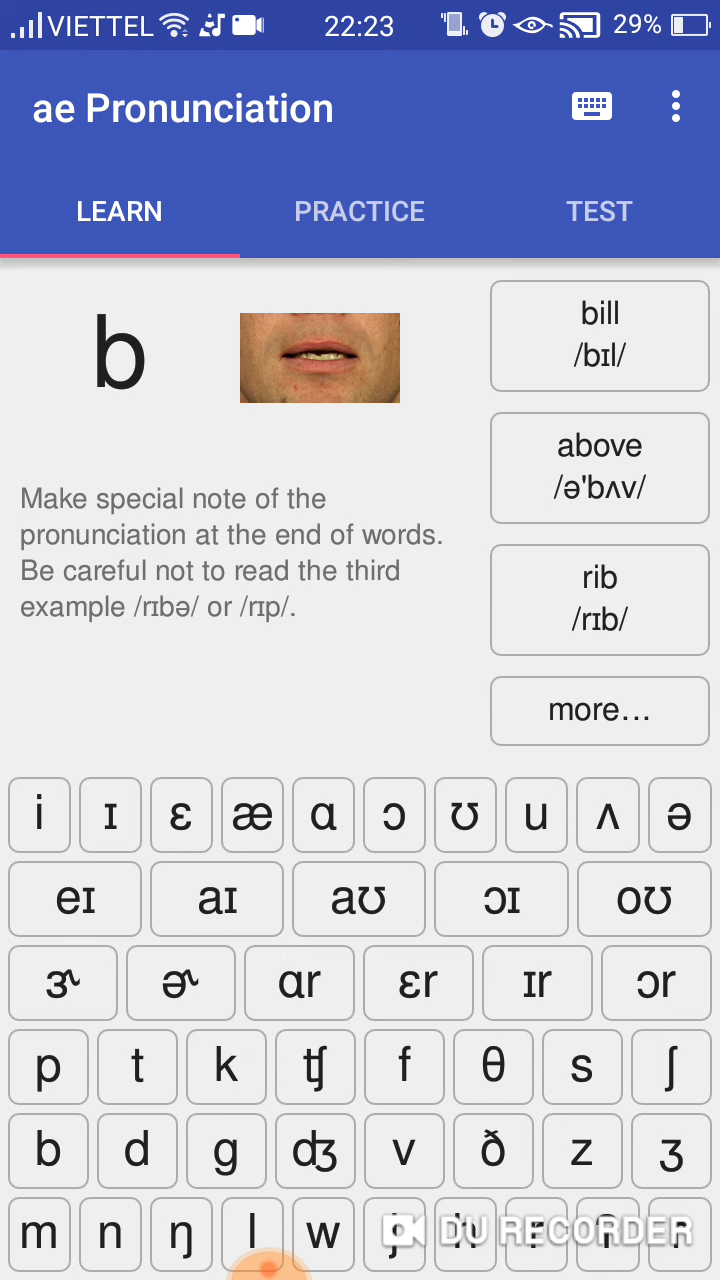 VIETTEL 22:23 29%
ae Pronunciation
LEARN PRACTICE TEST
b
bill
/bɪl/
above
/ə'bʌv/
Make special note of the
pronunciation at the end of words.
Be careful not to read the third
example /rɪbə/ or /rɪp/.
rib
/rɪb/
more...
i ɪ ɛ æ ɑ ɔ ʊ u ʌ ə
eɪ aɪ aʊ ɔɪ oʊ
ɝ ɚ ɑr ɛr ɪr ɔr
p t k ʧ f θ s ʃ
b d g ʤ v ð z ʒ
m n ŋ l w j h
DU RECORDER